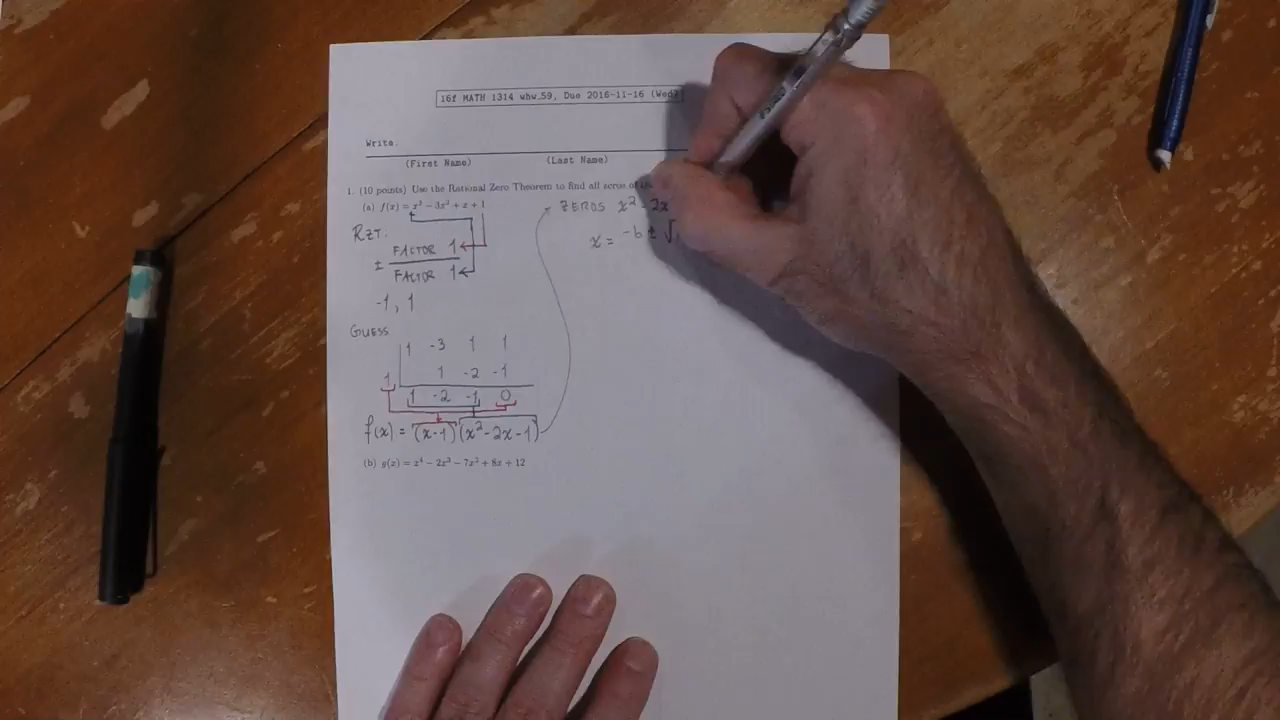 16f MATH 1314 whw_59, Due 2016-11-16 (Wed)
Write.
(First Name) (Last Name)
1. (10 points) Use the Rational Zero Theorem to find all zeros of
(a) f(x) = x³ − 3x² + x + 1
RZT:
± FACTOR 1
FACTOR 1
-1, 1
GUESS
1 -3 1 1
1 -2 -1
1
1 -2 -1 0
f(x) = (x-1)(x²-2x-1)
(b) g(x) = x⁴ − 2x³ − 7x² + 8x + 12
ZEROS x² - 2x
x = -b ± √